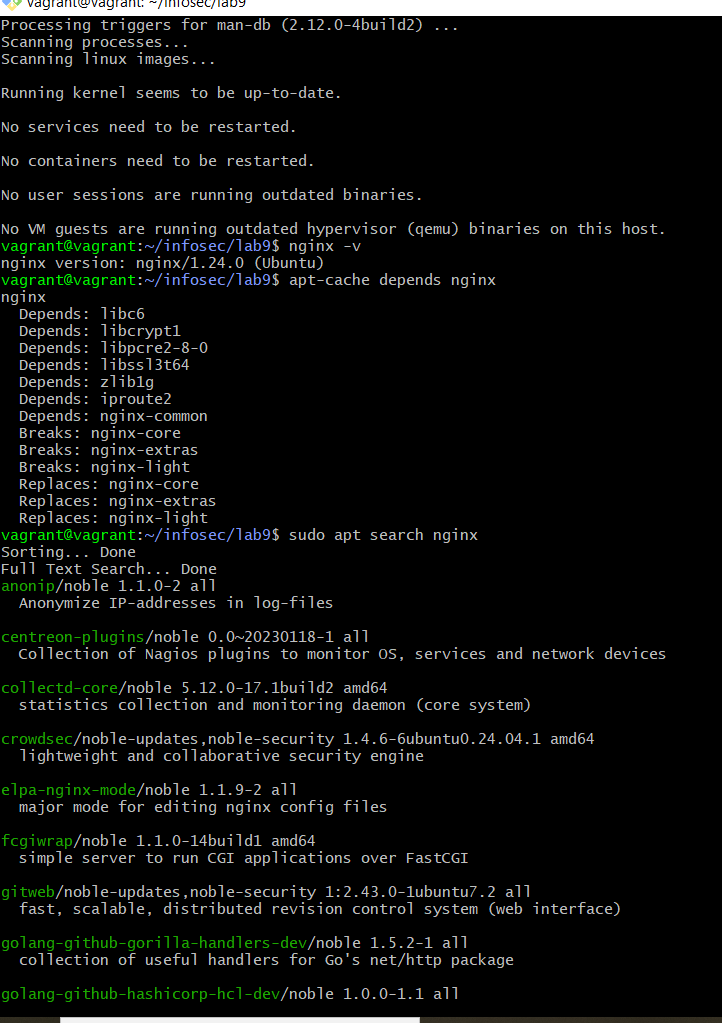 vagrant@vagrant: ~/infosec/lab9
Processing triggers for man-db (2.12.0-4build2) ...
Scanning processes...
Scanning linux images...
Running kernel seems to be up-to-date.
No services need to be restarted.
No containers need to be restarted.
No user sessions are running outdated binaries.
No VM guests are running outdated hypervisor (qemu) binaries on this host.
vagrant@vagrant:~/infosec/lab9$ nginx -v
nginx version: nginx/1.24.0 (Ubuntu)
vagrant@vagrant:~/infosec/lab9$ apt-cache depends nginx
nginx
  Depends: libc6
  Depends: libcrypt1
  Depends: libpcre2-8-0
  Depends: libssl3t64
  Depends: zlib1g
  Depends: iproute2
  Depends: nginx-common
  Breaks: nginx-core
  Breaks: nginx-extras
  Breaks: nginx-light
  Replaces: nginx-core
  Replaces: nginx-extras
  Replaces: nginx-light
vagrant@vagrant:~/infosec/lab9$ sudo apt search nginx
Sorting... Done
Full Text Search... Done
anonip/noble 1.1.0-2 all
  Anonymize IP-addresses in log-files
centreon-plugins/noble 0.0~20230118-1 all
  Collection of Nagios plugins to monitor OS, services and network devices
collectd-core/noble 5.12.0-17.1build2 amd64
  statistics collection and monitoring daemon (core system)
crowdsec/noble-updates,noble-security 1.4.6-6ubuntu0.24.04.1 amd64
  lightweight and collaborative security engine
elpa-nginx-mode/noble 1.1.9-2 all
  major mode for editing nginx config files
fcgiwrap/noble 1.1.0-14build1 amd64
  simple server to run CGI applications over FastCGI
gitweb/noble-updates,noble-security 1:2.43.0-1ubuntu7.2 all
  fast, scalable, distributed revision control system (web interface)
golang-github-gorilla-handlers-dev/noble 1.5.2-1 all
  collection of useful handlers for Go's net/http package
golang-github-hashicorp-hcl-dev/noble 1.0.0-1.1 all